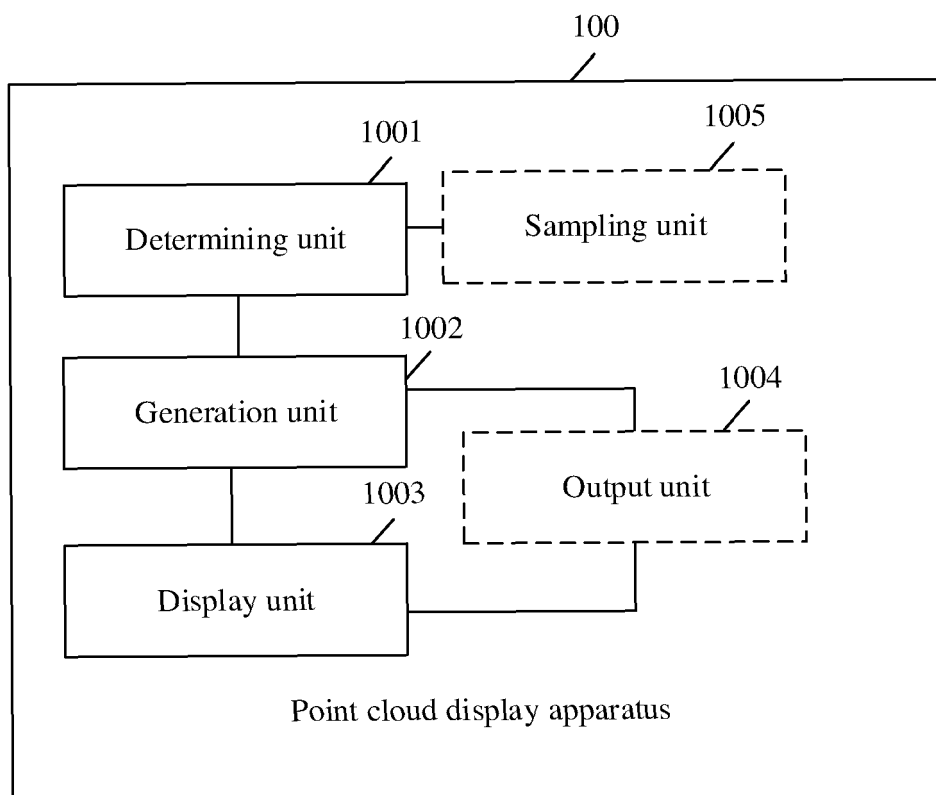 100
1005
1001
Sampling unit
Determining unit
1002
1004
Generation unit
Output unit
1003
Display unit
Point cloud display apparatus